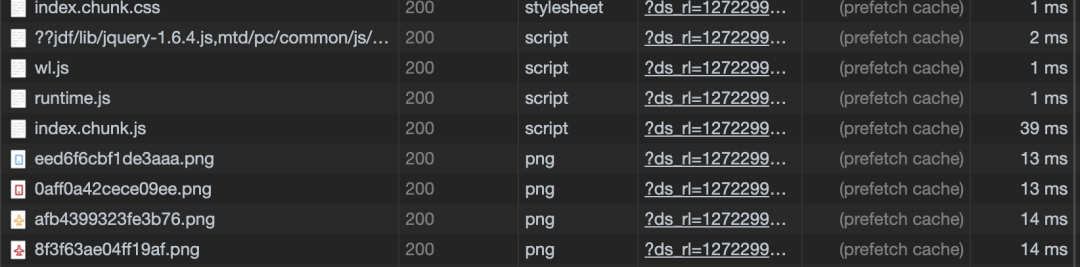 index.chunk.css 200 stylesheet ?ds_rl=1272299... (prefetch cache) 1 ms
??jdf/lib/jquery-1.6.4.js,mtd/pc/common/js/... 200 script ?ds_rl=1272299... (prefetch cache) 2 ms
wl.js 200 script ?ds_rl=1272299... (prefetch cache) 1 ms
runtime.js 200 script ?ds_rl=1272299... (prefetch cache) 1 ms
index.chunk.js 200 script ?ds_rl=1272299... (prefetch cache) 39 ms
eed6f6cbf1de3aaa.png 200 png ?ds_rl=1272299... (prefetch cache) 13 ms
0aff0a42cece09ee.png 200 png ?ds_rl=1272299... (prefetch cache) 13 ms
afb4399323fe3b76.png 200 png ?ds_rl=1272299... (prefetch cache) 14 ms
8f3f63ae04ff19af.png 200 png ?ds_rl=1272299... (prefetch cache) 14 ms